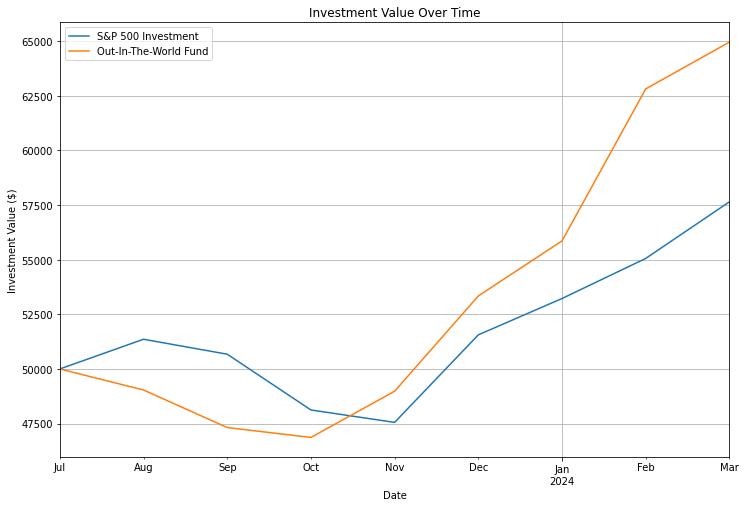 Investment Value Over Time
S&P 500 Investment
Out-In-The-World Fund
65000
62500
60000
57500
55000
52500
50000
47500
Investment Value ($)
Jul Aug Sep Oct Nov Dec Jan Feb Mar
2024
Date